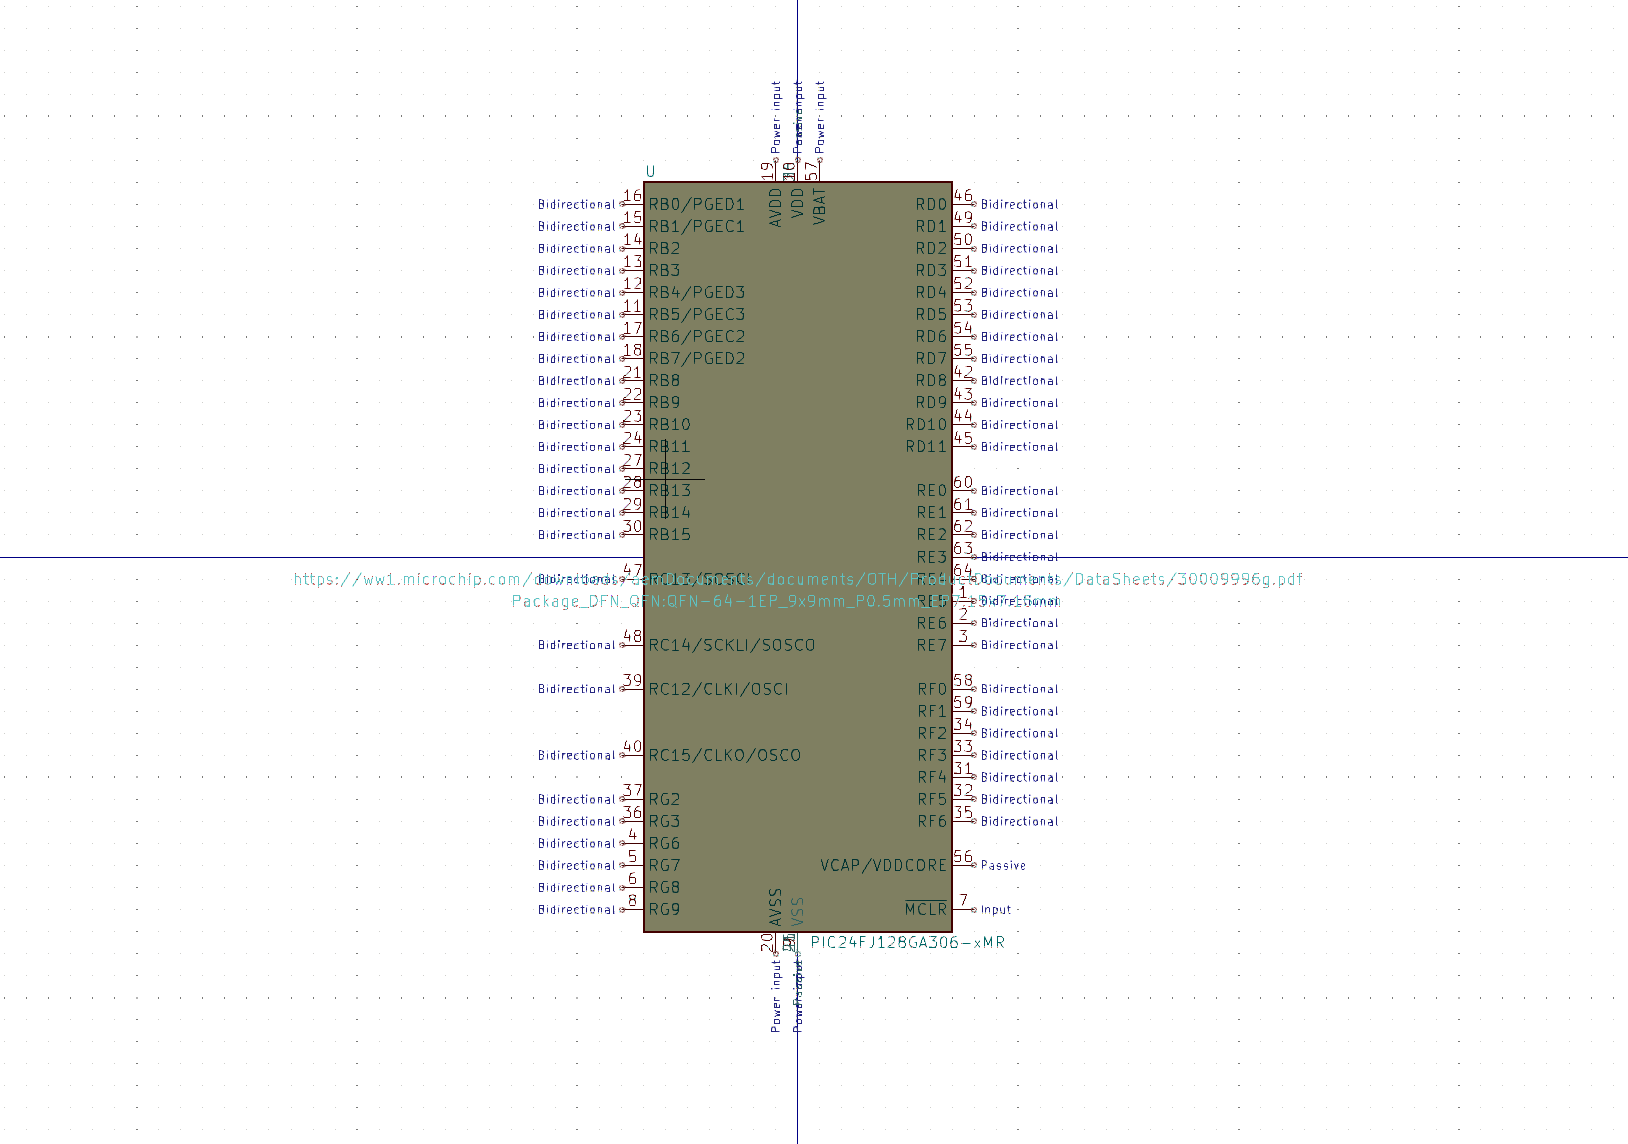 Power input Power input Power input
19 57
U
AVDD VDD VBAT
Bidirectional 16 RB0/PGED1 RD0 46 Bidirectional
Bidirectional 15 RB1/PGEC1 RD1 49 Bidirectional
Bidirectional 14 RB2 RD2 50 Bidirectional
Bidirectional 13 RB3 RD3 51 Bidirectional
Bidirectional 12 RB4/PGED3 RD4 52 Bidirectional
Bidirectional 11 RB5/PGEC3 RD5 53 Bidirectional
Bidirectional 17 RB6/PGEC2 RD6 54 Bidirectional
Bidirectional 18 RB7/PGED2 RD7 55 Bidirectional
Bidirectional 21 RB8 RD8 42 Bidirectional
Bidirectional 22 RB9 RD9 43 Bidirectional
Bidirectional 23 RB10 RD10 44 Bidirectional
Bidirectional 24 RB11 RD11 45 Bidirectional
Bidirectional 27 RB12
Bidirectional 28 RB13 RE0 60 Bidirectional
Bidirectional 29 RB14 RE1 61 Bidirectional
Bidirectional 30 RB15 RE2 62 Bidirectional
RE3 63 Bidirectional
Bidirectional 47 RC13/SOSCI RE4 64 Bidirectional
https://ww1.microchip.com/downloads/aemDocuments/documents/OTH/ProductDocuments/DataSheets/30009996g.pdf
RE5 1 Bidirectional
Package_DFN_QFN:QFN-64-1EP_9x9mm_P0.5mm_EP7.15x7.15mm
RE6 2 Bidirectional
Bidirectional 48 RC14/SCKLI/SOSCO RE7 3 Bidirectional
Bidirectional 39 RC12/CLKI/OSCI RF0 58 Bidirectional
RF1 59 Bidirectional
RF2 34 Bidirectional
Bidirectional 40 RC15/CLKO/OSCO RF3 33 Bidirectional
RF4 31 Bidirectional
Bidirectional 37 RG2 RF5 32 Bidirectional
Bidirectional 36 RG3 RF6 35 Bidirectional
Bidirectional 4 RG6
Bidirectional 5 RG7 VCAP/VDDCORE 56 Passive
Bidirectional 6 RG8
Bidirectional 8 RG9 MCLR 7 Input
AVSS VSS
20 PIC24FJ128GA306-xMR
Power input Power input